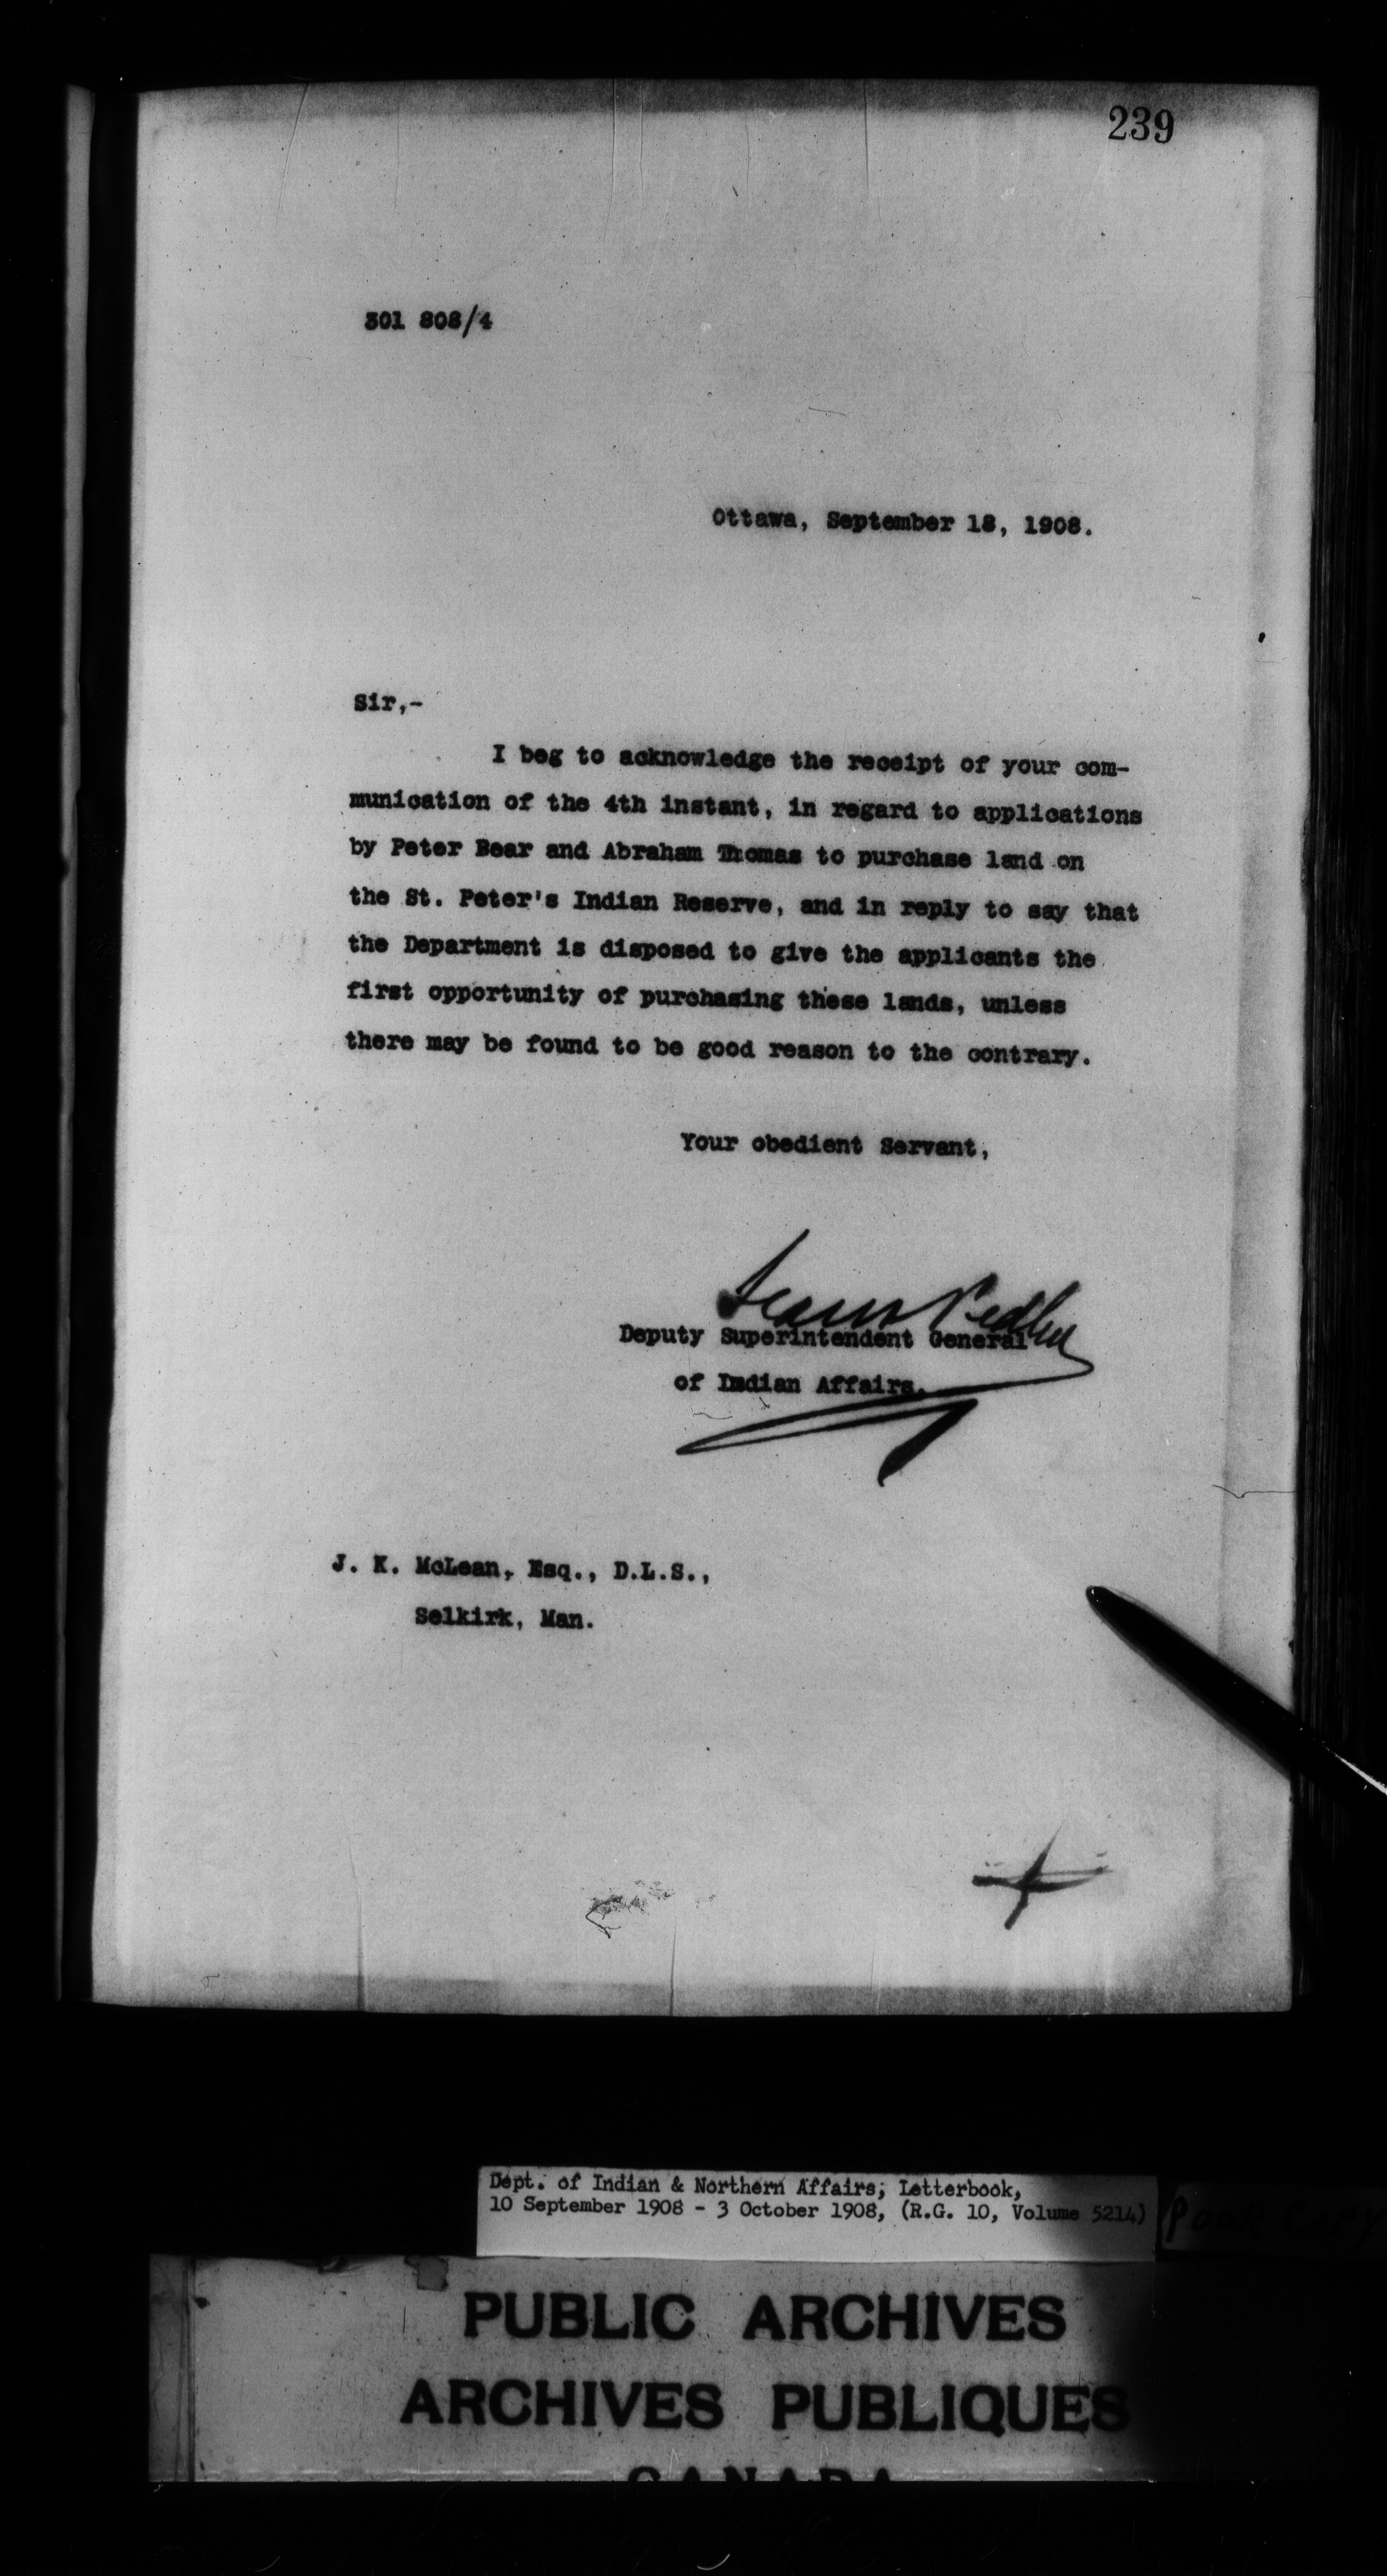 239
301 808/4
Ottawa, September 18, 1908.
Sir,-
I beg to acknowledge the receipt of your com-
munication of the 4th instant, in regard to applications
by Peter Bear and Abraham Thomas to purchase land on
the St. Peter's Indian Reserve, and in reply to say that
the Department is disposed to give the applicants the
first opportunity of purchasing these lands, unless
there may be found to be good reason to the contrary.
Your obedient Servant,
Frank Pedley
Deputy Superintendent General
of Indian Affairs.
J. K. McLean, Esq., D.L.S.,
Selkirk, Man.
Dept. of Indian & Northern Affairs; Letterbook,
10 September 1908 - 3 October 1908, (R.G. 10, Volume 5214)
Poor Copy
PUBLIC ARCHIVES
ARCHIVES PUBLIQUES
CANADA